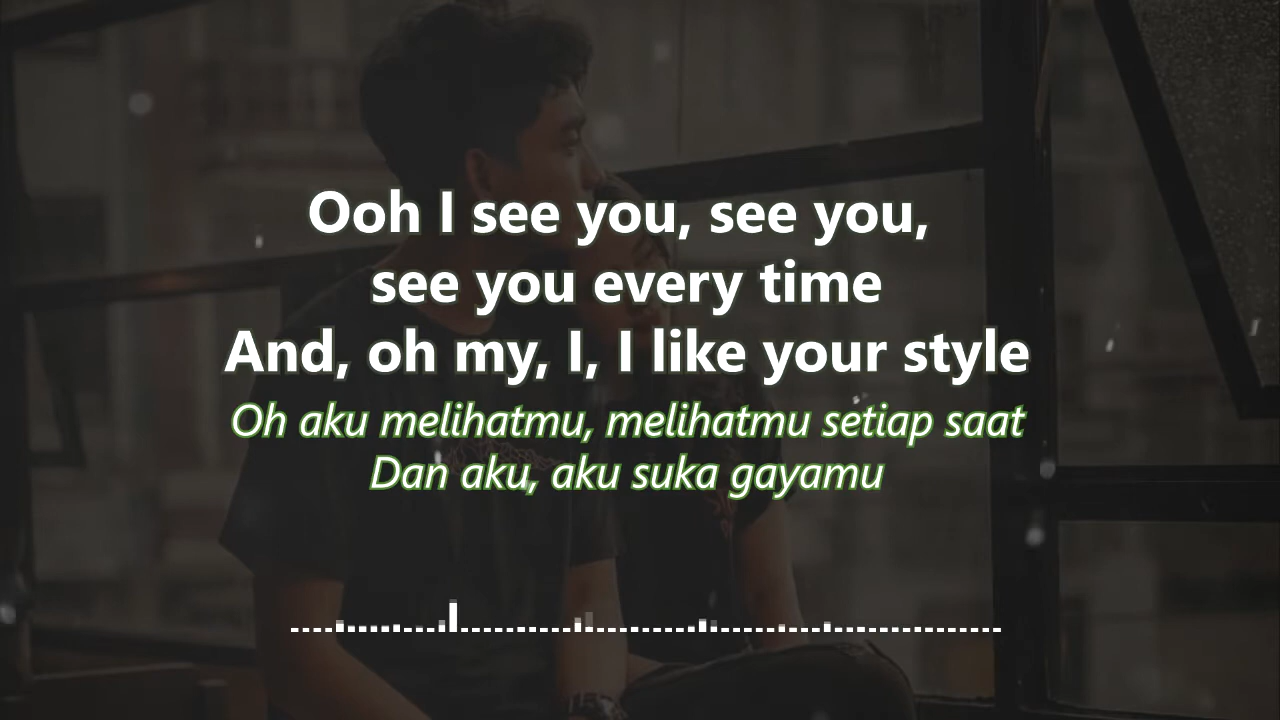 Ooh I see you, see you,
see you every time
And, oh my, I, I like your style
Oh aku melihatmu, melihatmu setiap saat
Dan aku, aku suka gayamu